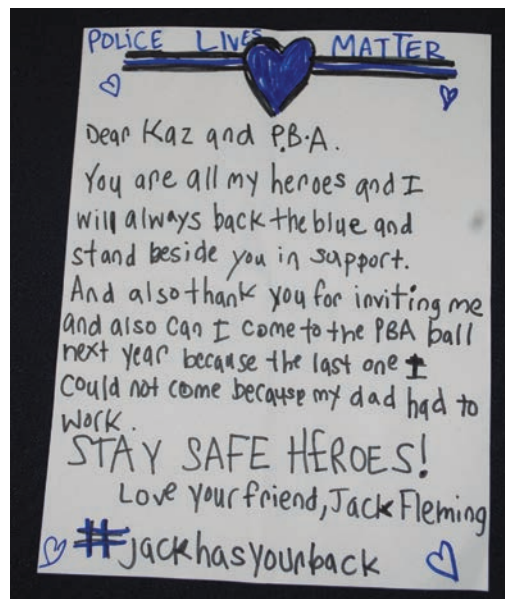 POLICE LIVES MATTER
Dear Kaz and P.B.A.
You are all my heroes and I
will always back the blue and
stand beside you in support.
And also thank you for inviting me
and also can I come to the PBA ball
next year because the last one I
could not come because my dad had to
work.
STAY SAFE HEROES!
Love your friend, Jack Fleming
#jackhasyourback